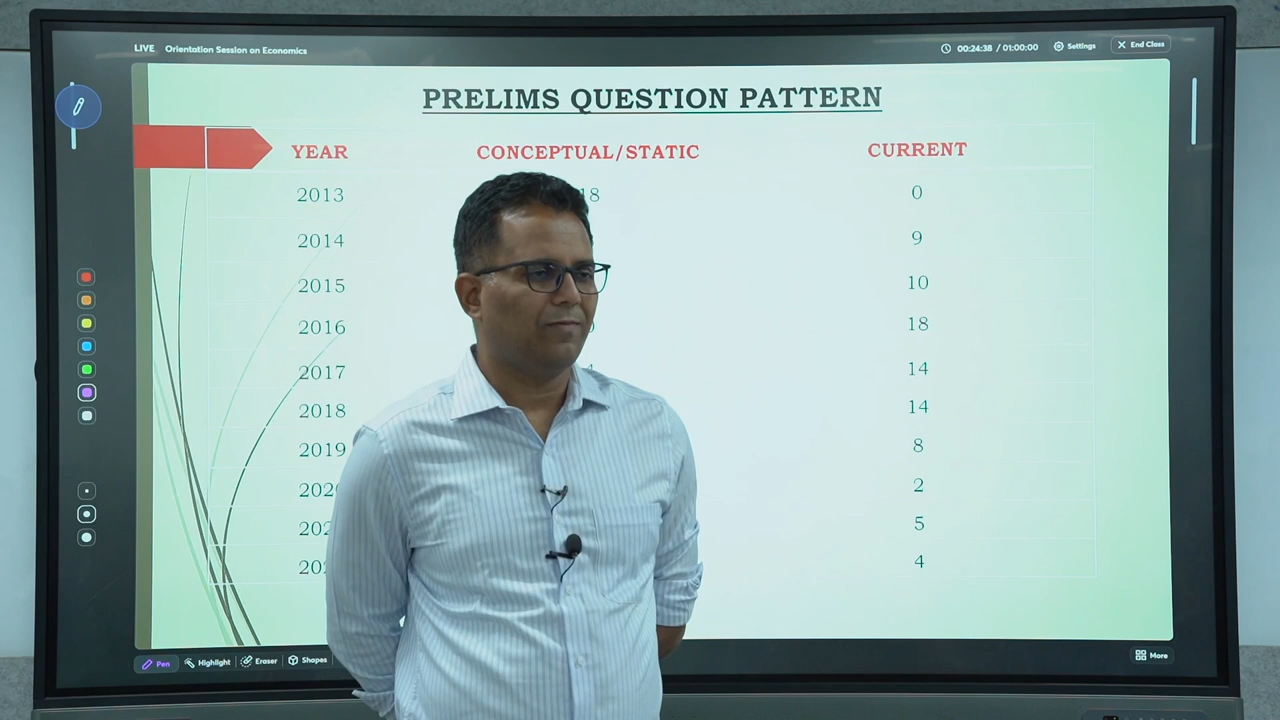 LIVE Orientation Session on Economics 00:24:38 / 01:00:00 Settings X End Class
PRELIMS QUESTION PATTERN
YEAR CONCEPTUAL/STATIC CURRENT
2013 18 0
2014 9
2015 10
2016 18
2017 14
2018 14
2019 8
2
5
4
Pen Highlight Eraser Shapes More